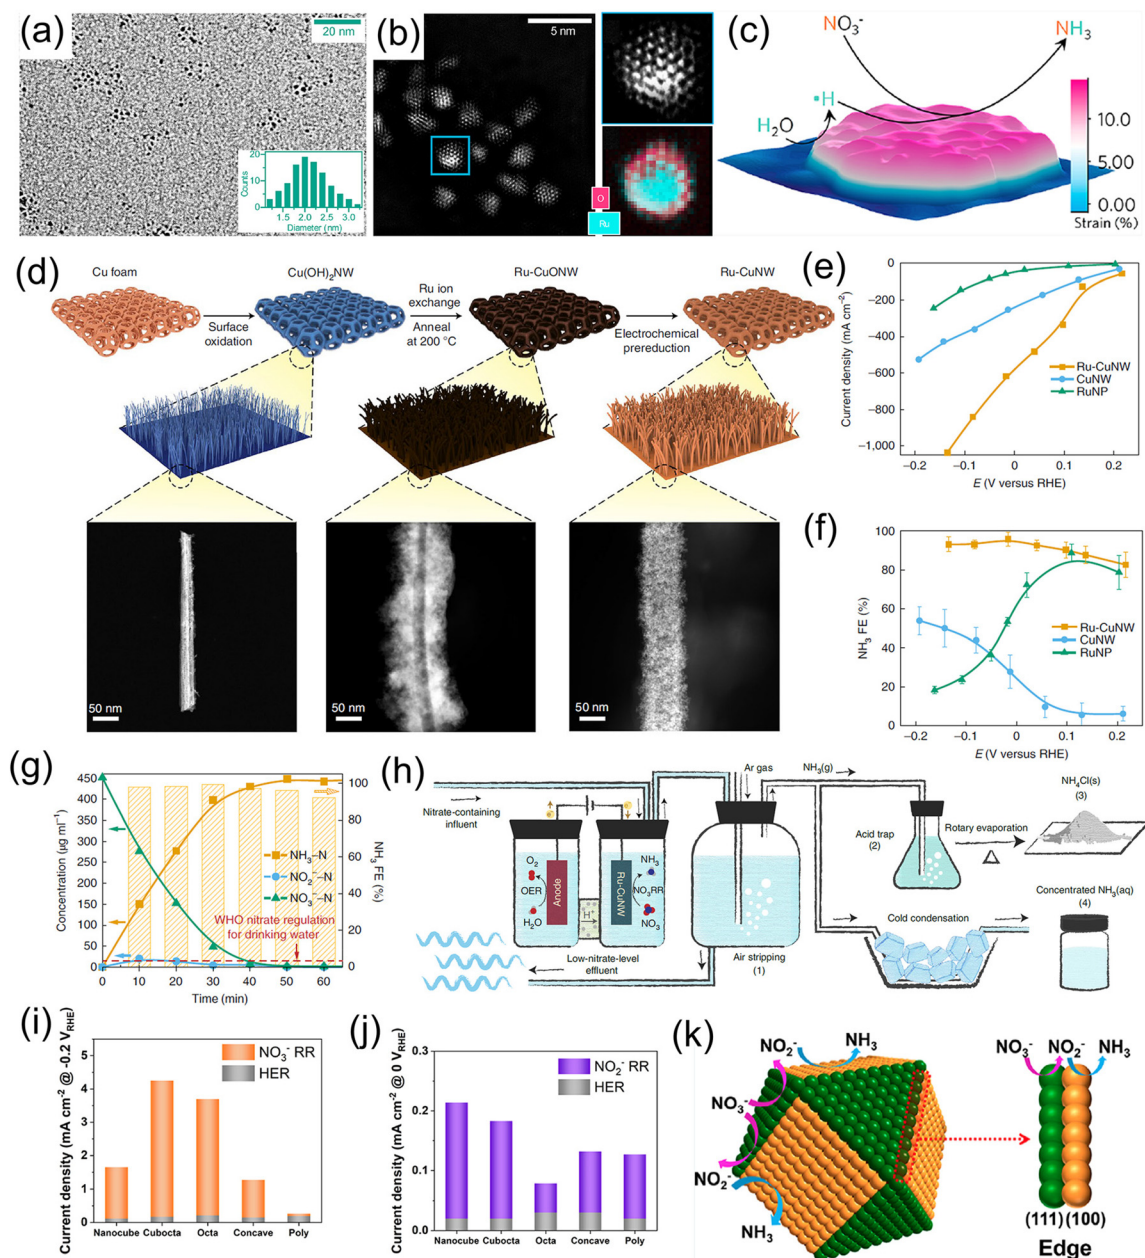 (a)
20 nm
20
10
0
Counts
1.5 2.0 2.5 3.0
Diameter (nm)
(b)
5 nm
O
Ru
(c)
NO₃⁻
NH₃
•H
H₂O
10.0
5.00
0.00
Strain (%)
(d)
Cu foam
Surface
oxidation
Cu(OH)₂NW
Ru ion
exchange
Anneal
at 200 °C
Ru-CuONW
Electrochemical
prereduction
Ru-CuNW
50 nm
50 nm
50 nm
(e)
Current density (mA cm⁻²)
0
−200
−400
−600
−800
−1,000
Ru-CuNW
CuNW
RuNP
−0.2 −0.1 0 0.1 0.2
E (V versus RHE)
(f)
NH₃ FE (%)
100
80
60
40
20
0
Ru-CuNW
CuNW
RuNP
−0.2 −0.1 0 0.1 0.2
E (V versus RHE)
(g)
Concentration (µg ml⁻¹)
450
400
350
300
250
200
150
100
50
0
NH₃–N
NO₂⁻–N
NO₃⁻–N
WHO nitrate regulation
for drinking water
100
80
60
40
20
0
NH₃ FE (%)
0 10 20 30 40 50 60
Time (min)
(h)
Nitrate-containing
influent
O₂
OER
H₂O
Anode
H⁺
Ru-CuNW
NH₃
NO₃RR
NO₃
Low-nitrate-level
effluent
Ar gas
NH₃(g)
Air stripping
(1)
Acid trap
(2)
Rotary evaporation
NH₄Cl(s)
(3)
Cold condensation
Concentrated NH₃(aq)
(4)
(i)
Current density (mA cm⁻² @ -0.2 V_RHE)
5
4
3
2
1
0
NO₃⁻ RR
HER
Nanocube Cubocta Octa Concave Poly
(j)
Current density (mA cm⁻² @ 0 V_RHE)
0.3
0.2
0.1
0.0
NO₂⁻ RR
HER
Nanocube Cubocta Octa Concave Poly
(k)
NO₂⁻
NH₃
NO₃⁻
NO₂⁻
NH₃
NO₃⁻ NO₂⁻ NH₃
(111) (100)
Edge